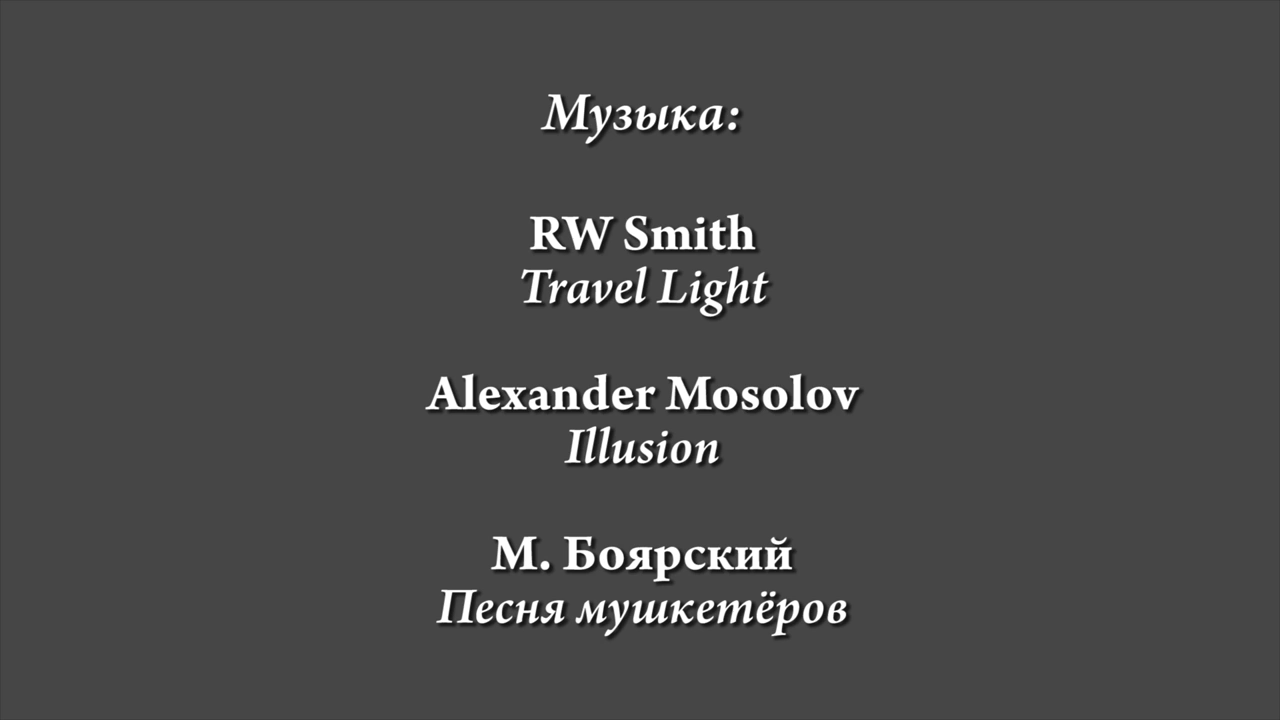 Музыка:
RW Smith
Travel Light
Alexander Mosolov
Illusion
М. Боярский
Песня мушкетёров